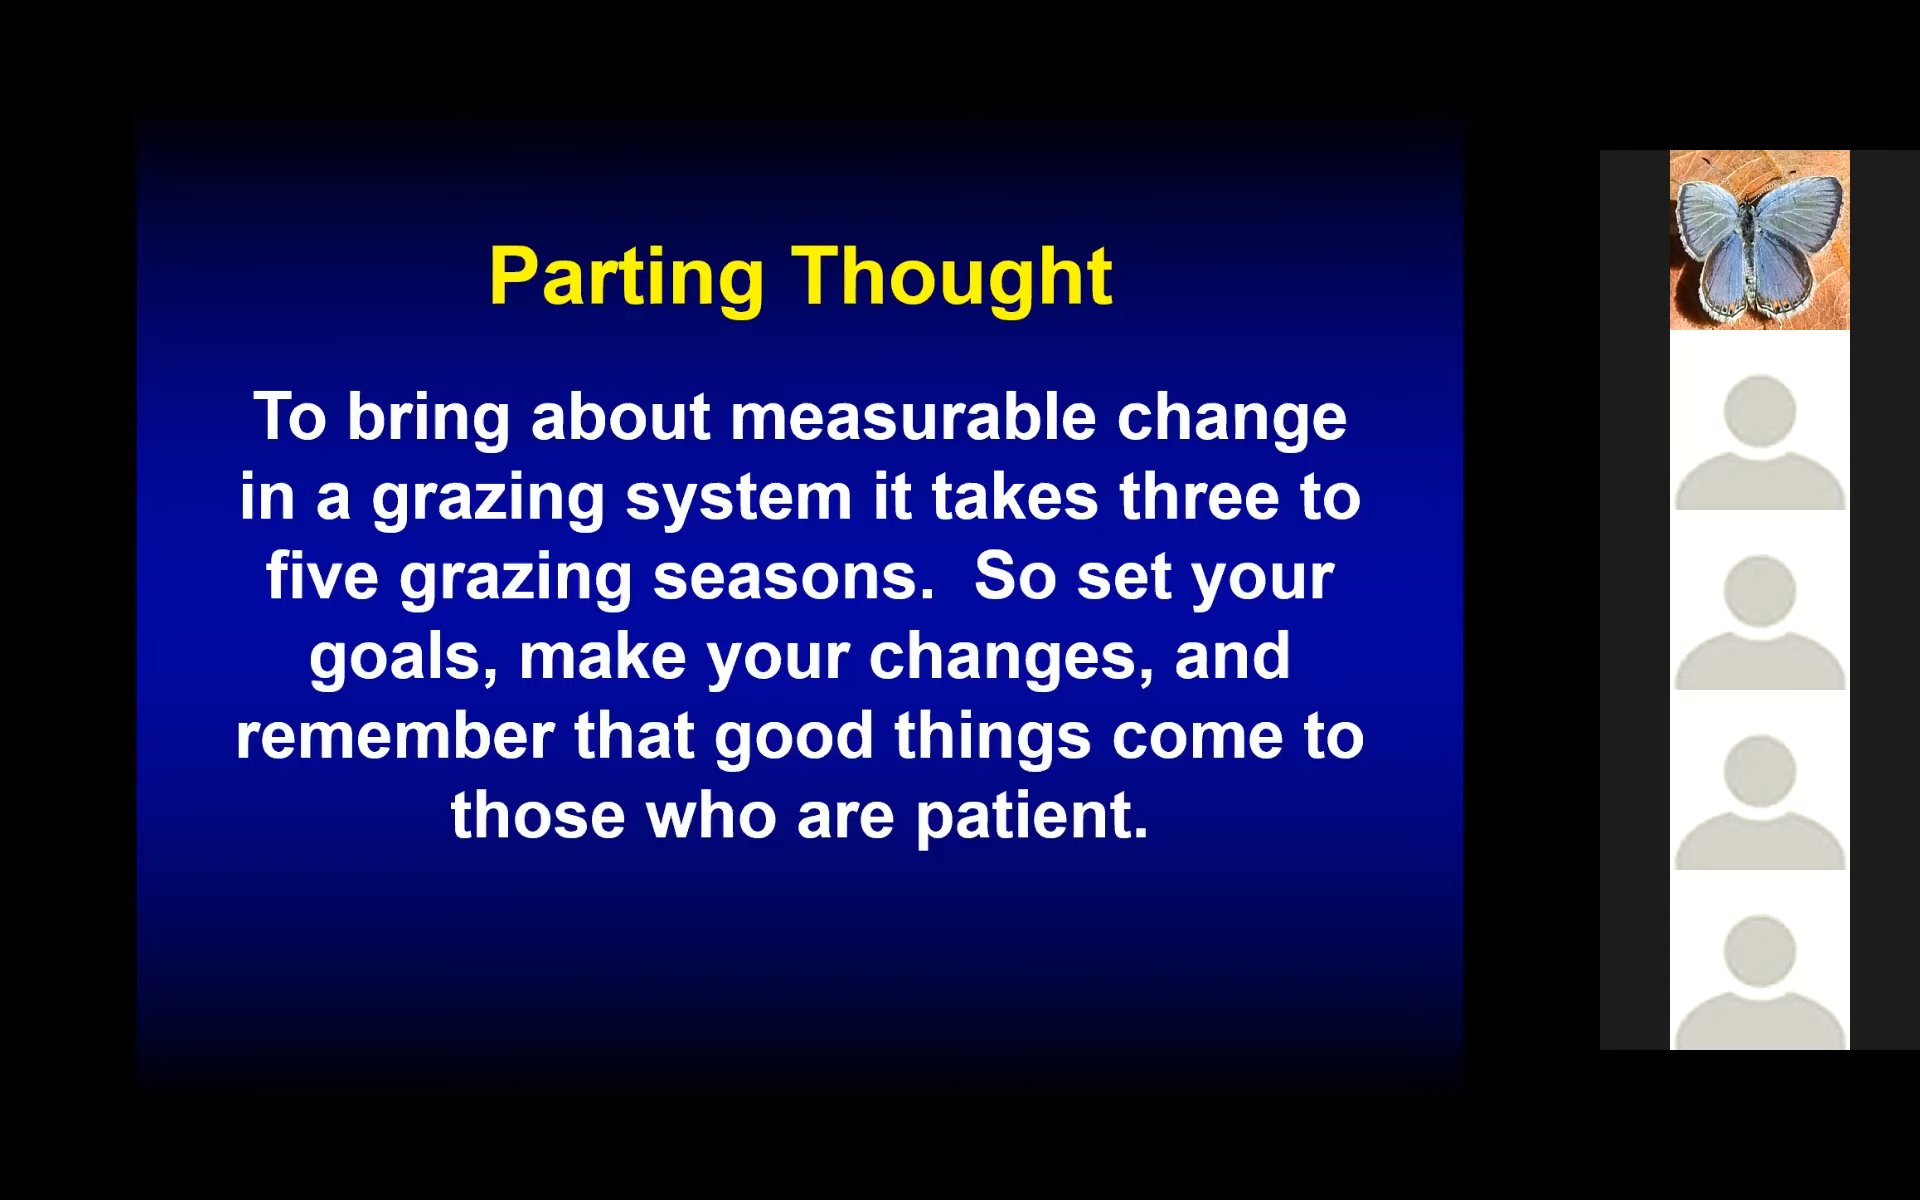 Parting Thought
To bring about measurable change
in a grazing system it takes three to
five grazing seasons.  So set your
goals, make your changes, and
remember that good things come to
those who are patient.